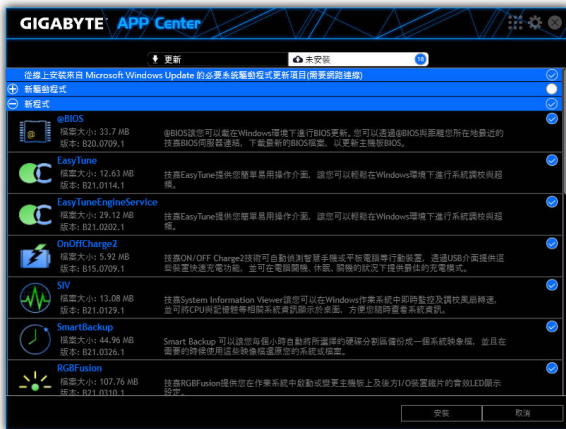 GIGABYTE APP Center
更新
未安裝
18
從線上安裝來自 Microsoft Windows Update 的必要系統驅動程式更新項目(需要網路連線)
新驅動程式
新程式
@BIOS
檔案大小: 33.7 MB
版本: B20.0709.1
@BIOS讓您可以能在Windows環境下進行BIOS更新. 您可以通過@BIOS與距離您所在地最近的
技嘉BIOS伺服器連結, 下載最新的BIOS檔案, 以更新主機板BIOS。
EasyTune
檔案大小: 12.63 MB
版本: B21.0114.1
技嘉EasyTune提供您簡單易用操作介面, 讓您可以輕鬆在Windows環境下進行系統調校與超
頻。
EasyTuneEngineService
檔案大小: 29.12 MB
版本: B21.0202.1
技嘉EasyTune提供您簡單易用操作介面, 讓您可以輕鬆在Windows環境下進行系統調校與超
頻。
OnOffCharge2
檔案大小: 5.92 MB
版本: B15.0709.1
技嘉ON/OFF Charge2技術可自動偵測智慧手機或平板電腦等行動裝置, 透過USB介面提供這
些裝置快速充電功能, 並可在電腦開機、休眠、關機的狀況下提供最佳的充電模式。
SIV
檔案大小: 13.08 MB
版本: B21.0129.1
技嘉System Information Viewer讓您可以在Windows作業系統中即時監控及調校風扇轉速,
並可將CPU與記憶體等相關系統資訊顯示於桌面, 方便您隨時查看系統資訊。
SmartBackup
檔案大小: 44.96 MB
版本: B21.0326.1
Smart Backup 可以讓您每個小時自動將所選擇的硬碟分割區備份成一個系統映象檔, 並且在
需要的時候使用這些映像檔還原您的系統或檔案。
RGBFusion
檔案大小: 107.76 MB
版本: B21.0310.1
技嘉RGBFusion提供您在作業系統中啟動或變更主機板上及後方I/O裝置鐵片的音效LED顯示
設定。
安裝
取消